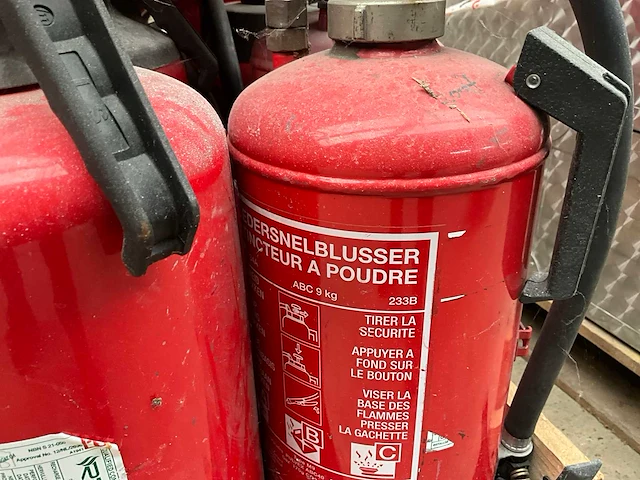 EDERSNELBLUSSER
NCTEUR A POUDRE
ABC 9 kg
233B
TIRER LA
SECURITE
APPUYER A
FOND SUR
LE BOUTON
VISER LA
BASE DES
FLAMMES
PRESSER
LA GACHETTE
B
C